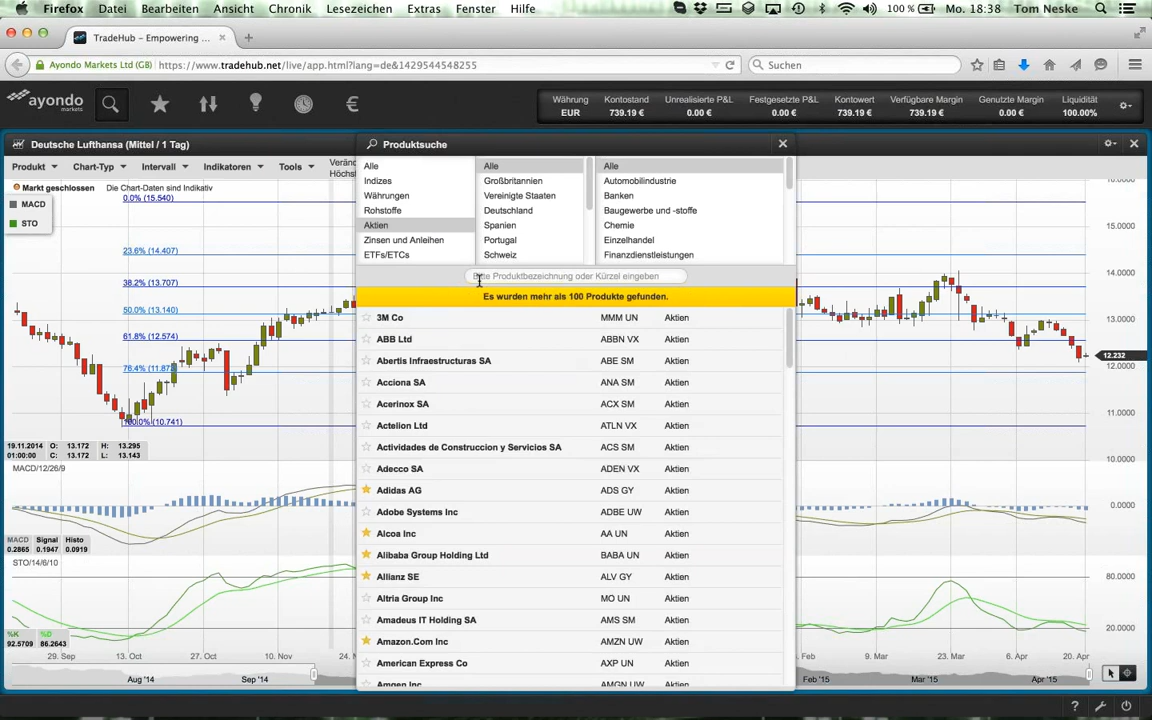 Firefox Datei Bearbeiten Ansicht Chronik Lesezeichen Extras Fenster Hilfe 100 % Mo. 18:38 Tom Neske
TradeHub – Empowering ...
Ayondo Markets Ltd (GB) https://www.tradehub.net/live/app.html?lang=de&1429544548255 Suchen
ayondo markets
Währung Kontostand Unrealisierte P&L Festgesetzte P&L Kontowert Verfügbare Margin Genutzte Margin Liquidität
EUR 739.19 € 0.00 € 0.00 € 739.19 € 739.19 € 0.00 € 100.00%
Deutsche Lufthansa (Mittel / 1 Tag)
Produktsuche
Produkt Chart-Typ Intervall Indikatoren Tools
Markt geschlossen Die Chart-Daten sind Indikativ
MACD
STO
0.0% (15.540)
23.6% (14.407)
38.2% (13.707)
50.0% (13.140)
61.8% (12.574)
100.0% (10.741)
Alle Alle Alle
Indizes Großbritannien Automobilindustrie
Währungen Vereinigte Staaten Banken
Rohstoffe Deutschland Baugewerbe und -stoffe
Aktien Spanien Chemie
Zinsen und Anleihen Portugal Einzelhandel
ETFs/ETCs Schweiz Finanzdienstleistungen
Bitte Produktbezeichnung oder Kürzel eingeben
Es wurden mehr als 100 Produkte gefunden.
3M Co MMM UN Aktien
ABB Ltd ABBN VX Aktien
Abertis Infraestructuras SA ABE SM Aktien
Acciona SA ANA SM Aktien
Acerinox SA ACX SM Aktien
Actelion Ltd ATLN VX Aktien
Actividades de Construccion y Servicios SA ACS SM Aktien
Adecco SA ADEN VX Aktien
Adidas AG ADS GY Aktien
Adobe Systems Inc ADBE UW Aktien
Alcoa Inc AA UN Aktien
Alibaba Group Holding Ltd BABA UN Aktien
Allianz SE ALV GY Aktien
Altria Group Inc MO UN Aktien
Amadeus IT Holding SA AMS SM Aktien
Amazon.Com Inc AMZN UW Aktien
American Express Co AXP UN Aktien
Amgen Inc AMGN UW Aktien
15.0000
14.0000
13.0000
12.232
12.0000
11.0000
10.0000
0.0000
80.0000
20.0000
19.11.2014 O: 13.172 H: 13.295
01:00:00 C: 13.172 L: 13.143
MACD/12/26/9
MACD Signal Histo
0.2865 0.1947 0.0919
STO/14/6/10
%K %D
92.5709 86.2643
29. Sep 13. Oct 27. Oct 10. Nov 24. Feb 9. Mar 23. Mar 6. Apr 20. Apr
Aug '14 Sep '14 Feb '15 Mar '15 Apr '15